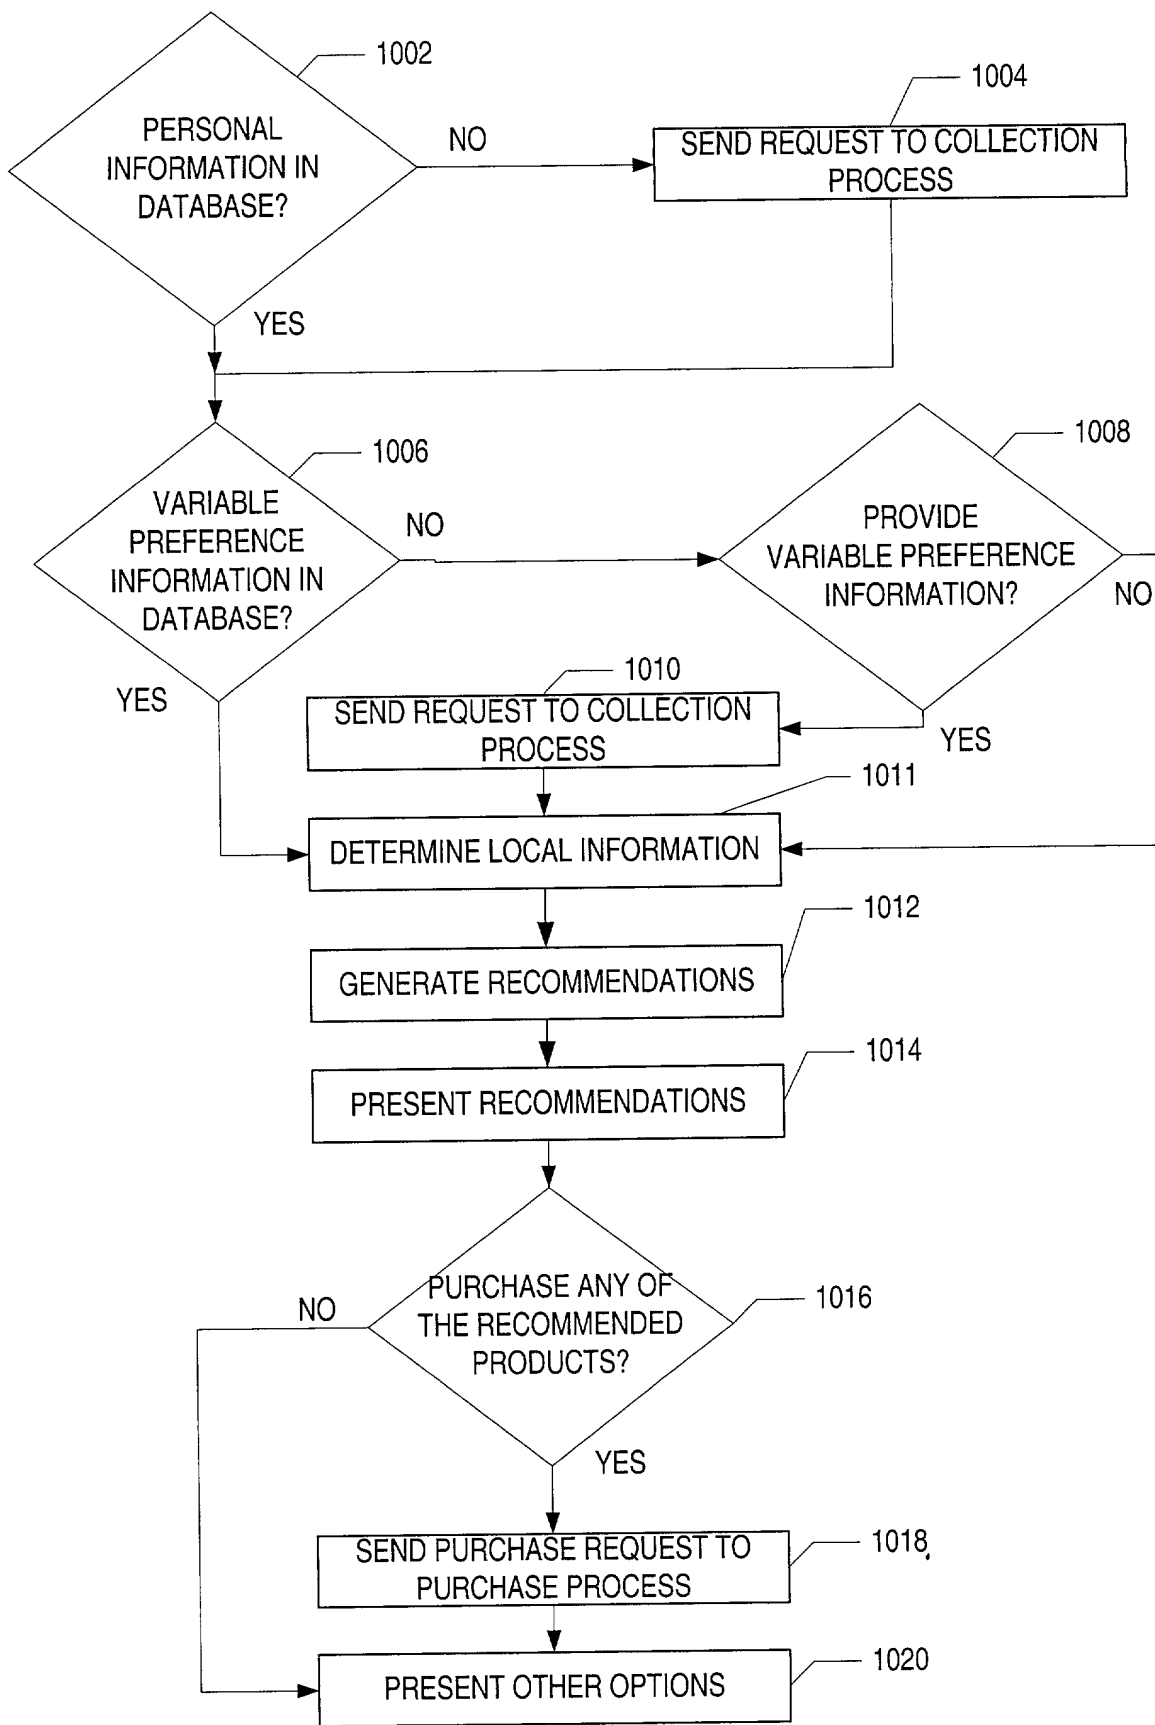 1002
PERSONAL
INFORMATION IN
DATABASE?
NO
1004
SEND REQUEST TO COLLECTION
PROCESS
YES
1006
VARIABLE
PREFERENCE
INFORMATION IN
DATABASE?
NO
1008
PROVIDE
VARIABLE PREFERENCE
INFORMATION?
NO
YES
1010
SEND REQUEST TO COLLECTION
PROCESS
YES
1011
DETERMINE LOCAL INFORMATION
1012
GENERATE RECOMMENDATIONS
1014
PRESENT RECOMMENDATIONS
1016
PURCHASE ANY OF
THE RECOMMENDED
PRODUCTS?
NO
YES
1018
SEND PURCHASE REQUEST TO
PURCHASE PROCESS
1020
PRESENT OTHER OPTIONS